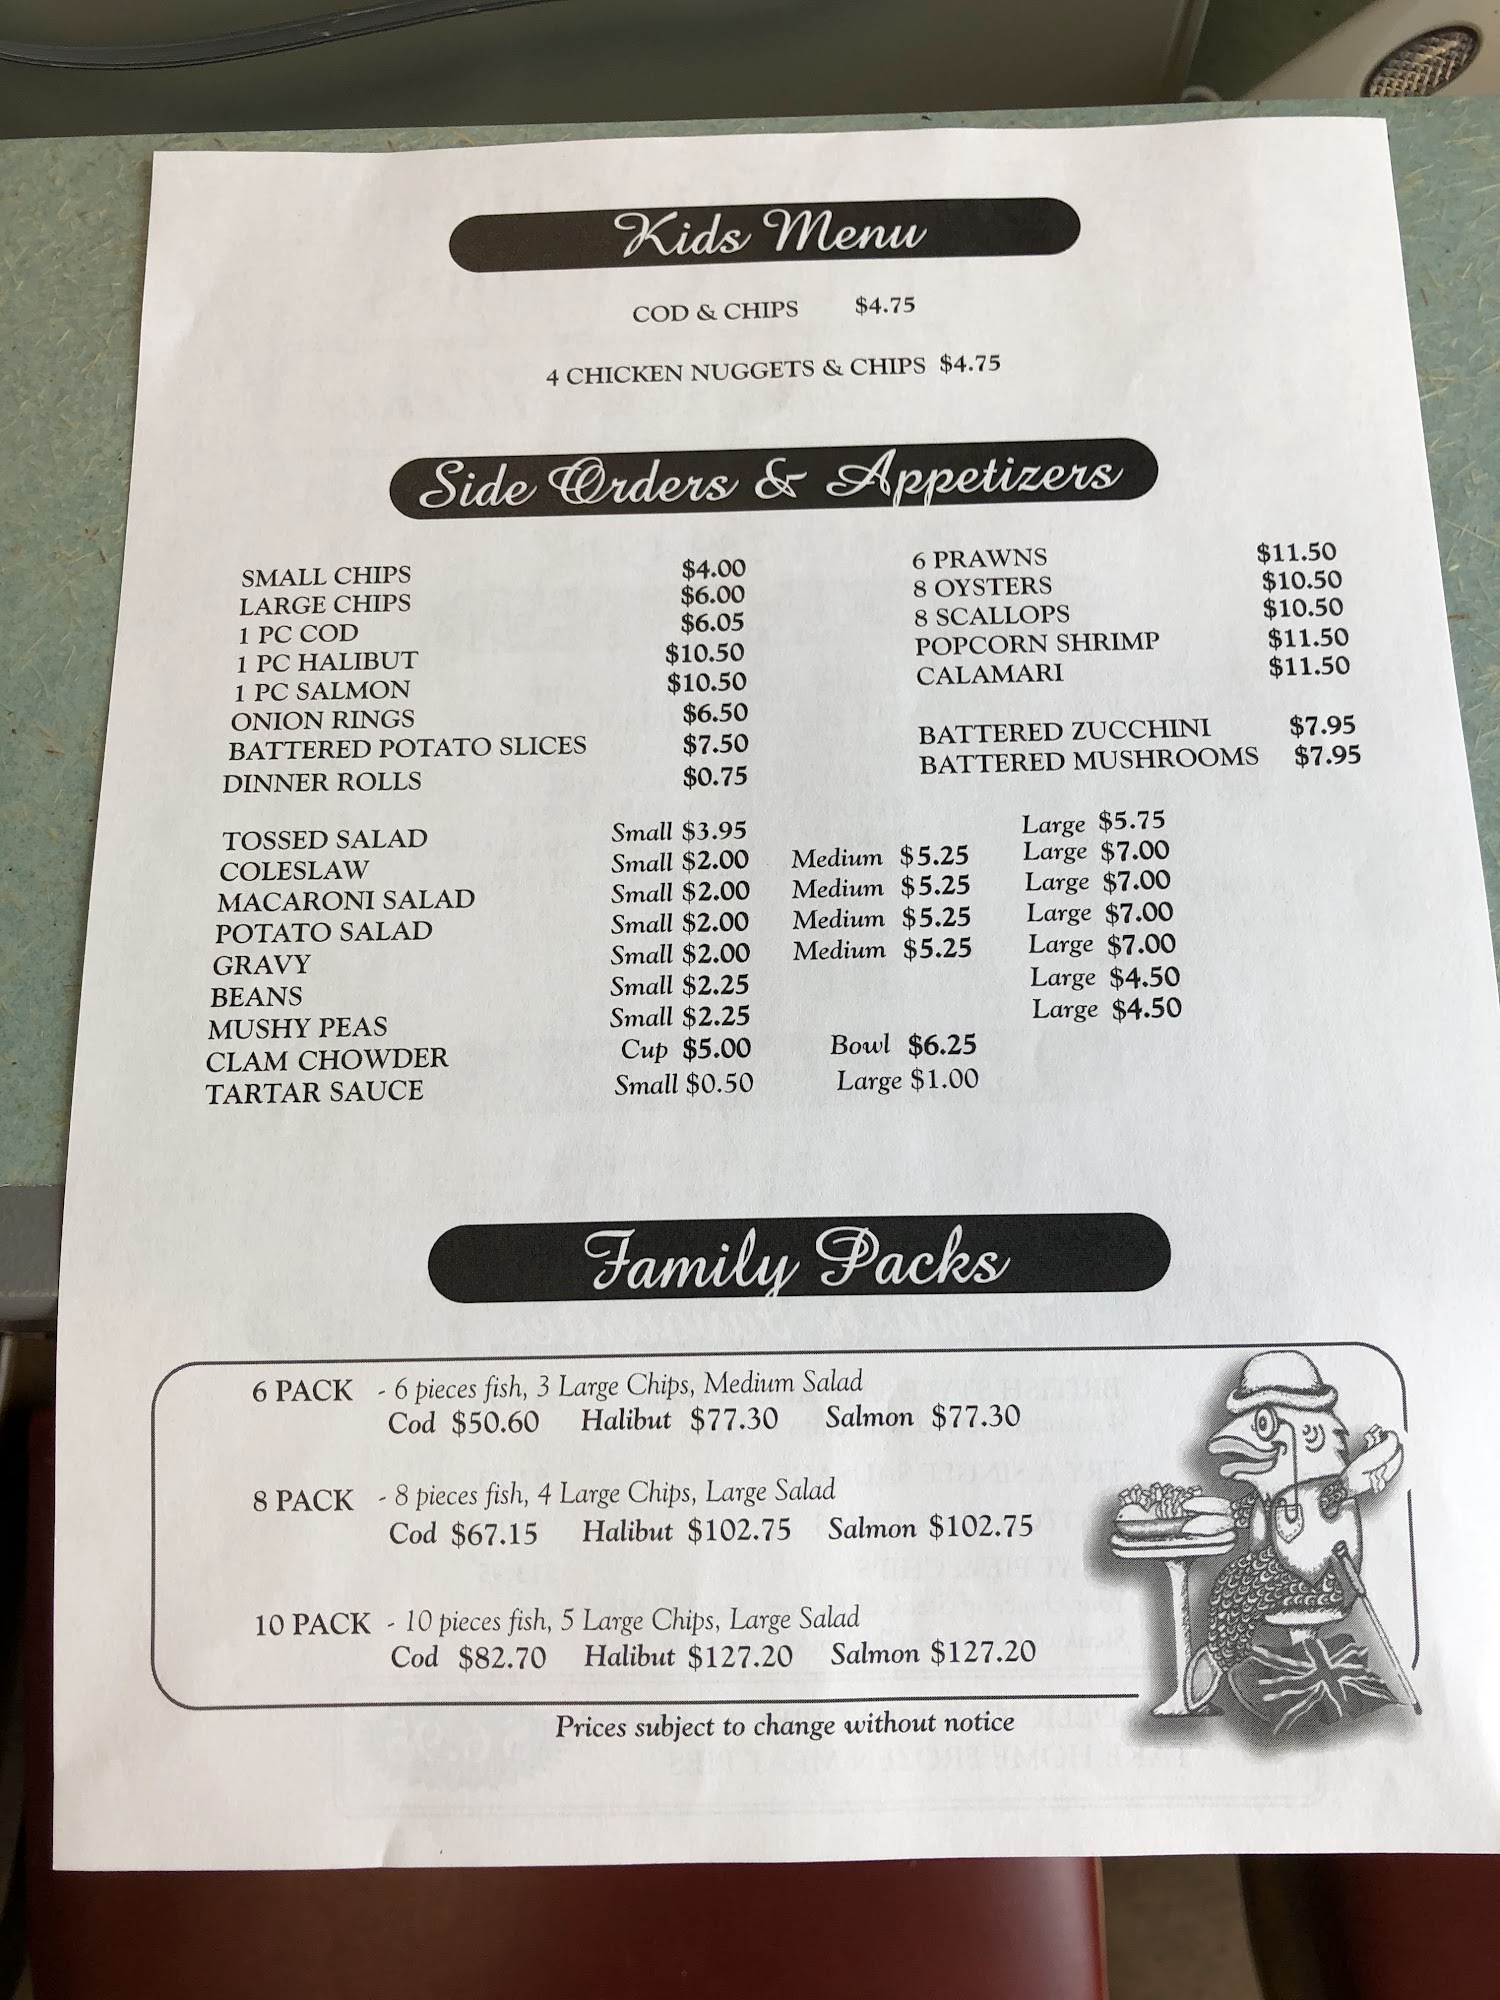 Kids Menu
COD & CHIPS $4.75
4 CHICKEN NUGGETS & CHIPS $4.75
Side Orders & Appetizers
SMALL CHIPS $4.00
LARGE CHIPS $6.00
1 PC COD $6.05
1 PC HALIBUT $10.50
1 PC SALMON $10.50
ONION RINGS $6.50
BATTERED POTATO SLICES $7.50
DINNER ROLLS $0.75
6 PRAWNS $11.50
8 OYSTERS $10.50
8 SCALLOPS $10.50
POPCORN SHRIMP $11.50
CALAMARI $11.50
BATTERED ZUCCHINI $7.95
BATTERED MUSHROOMS $7.95
TOSSED SALAD Small $3.95 Large $5.75
COLESLAW Small $2.00 Medium $5.25 Large $7.00
MACARONI SALAD Small $2.00 Medium $5.25 Large $7.00
POTATO SALAD Small $2.00 Medium $5.25 Large $7.00
GRAVY Small $2.00 Medium $5.25 Large $7.00
BEANS Small $2.25 Large $4.50
MUSHY PEAS Small $2.25 Large $4.50
CLAM CHOWDER Cup $5.00 Bowl $6.25
TARTAR SAUCE Small $0.50 Large $1.00
Family Packs
6 PACK - 6 pieces fish, 3 Large Chips, Medium Salad
Cod $50.60 Halibut $77.30 Salmon $77.30
8 PACK - 8 pieces fish, 4 Large Chips, Large Salad
Cod $67.15 Halibut $102.75 Salmon $102.75
10 PACK - 10 pieces fish, 5 Large Chips, Large Salad
Cod $82.70 Halibut $127.20 Salmon $127.20
Prices subject to change without notice